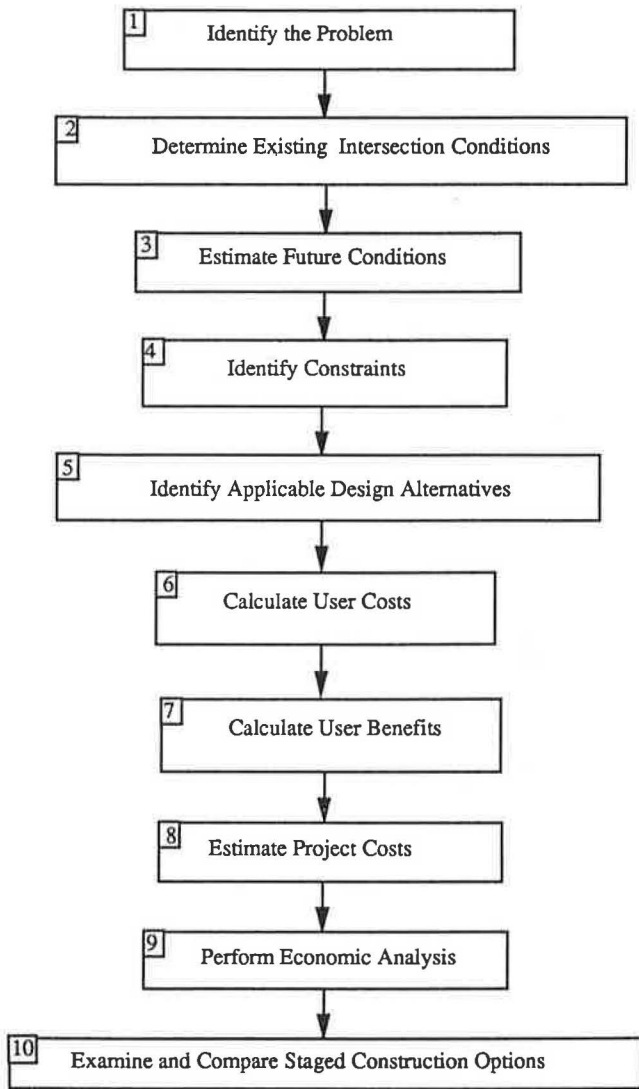 1
Identify the Problem
2
Determine Existing Intersection Conditions
3
Estimate Future Conditions
4
Identify Constraints
5
Identify Applicable Design Alternatives
6
Calculate User Costs
7
Calculate User Benefits
8
Estimate Project Costs
9
Perform Economic Analysis
10
Examine and Compare Staged Construction Options